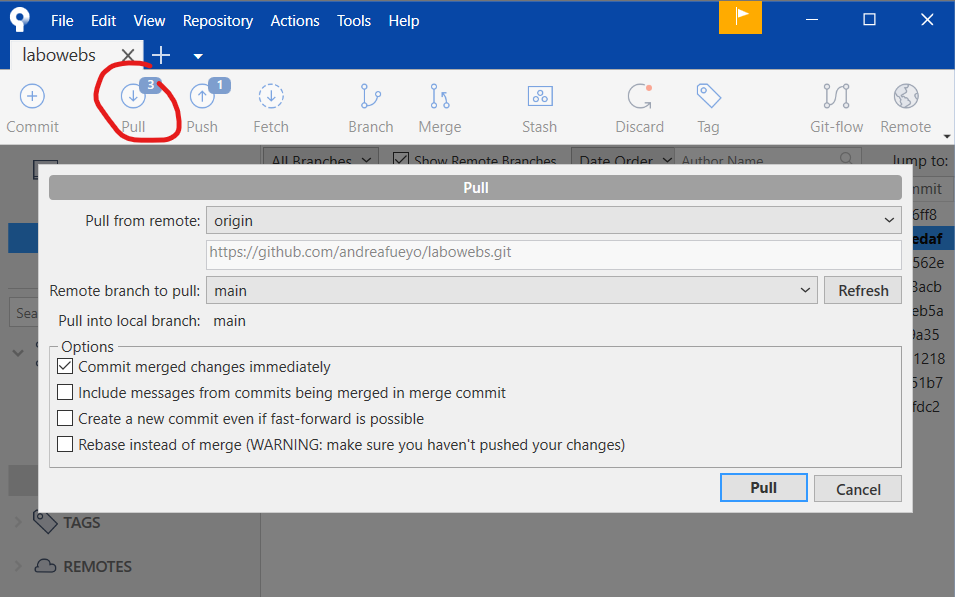 File Edit View Repository Actions Tools Help
labowebs
3 1
Commit Pull Push Fetch Branch Merge Stash Discard Tag Git-flow Remote
All Branches Show Remote Branches Date Order Author Name Jump to:
Pull
mmit
Pull from remote: origin
6ff8
edaf
https://github.com/andreafueyo/labowebs.git
562e
Remote branch to pull: main Refresh
8acb
Sea
eb5a
Pull into local branch: main
9a35
Options
1218
Commit merged changes immediately
51b7
Include messages from commits being merged in merge commit
fdc2
Create a new commit even if fast-forward is possible
Rebase instead of merge (WARNING: make sure you haven't pushed your changes)
Pull Cancel
TAGS
REMOTES